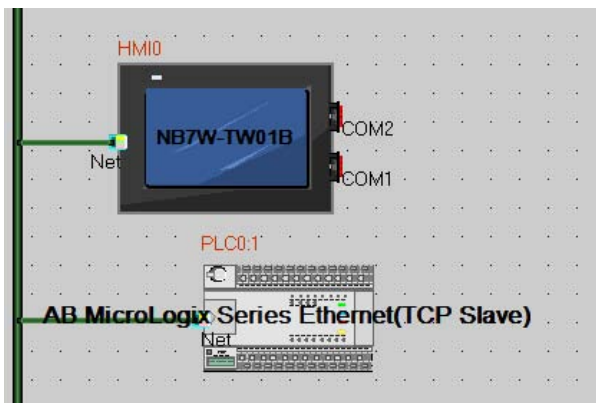 HMI0
NB7W-TW01B
COM2
Net
COM1
PLC0:1
AB MicroLogix Series Ethernet(TCP Slave)
Net